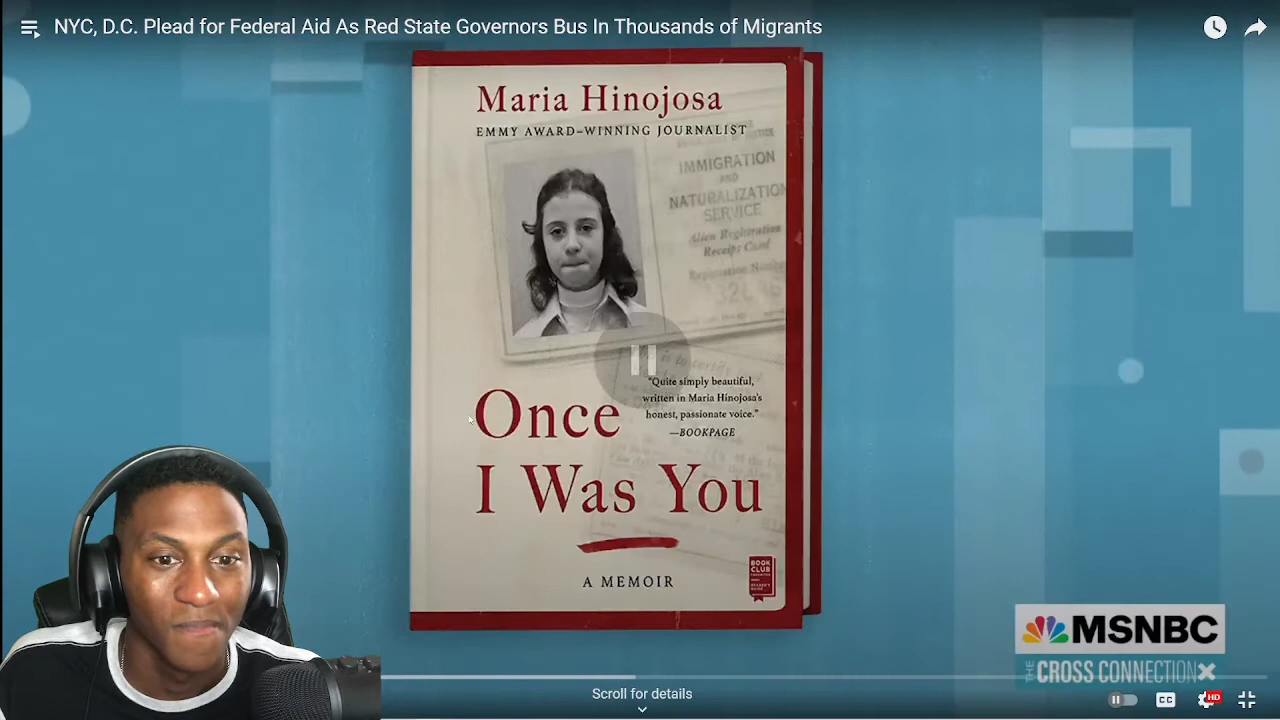 NYC, D.C. Plead for Federal Aid As Red State Governors Bus In Thousands of Migrants
Maria Hinojosa
EMMY AWARD–WINNING JOURNALIST
IMMIGRATION
AND
NATURALIZATION
SERVICE
Alien Registration
Receipt Card
"Quite simply beautiful,
written in Maria Hinojosa's
honest, passionate voice."
—BOOKPAGE
Once
I Was You
A MEMOIR
BOOK
CLUB
MSNBC
THE CROSS CONNECTION
Scroll for details
CC
HD